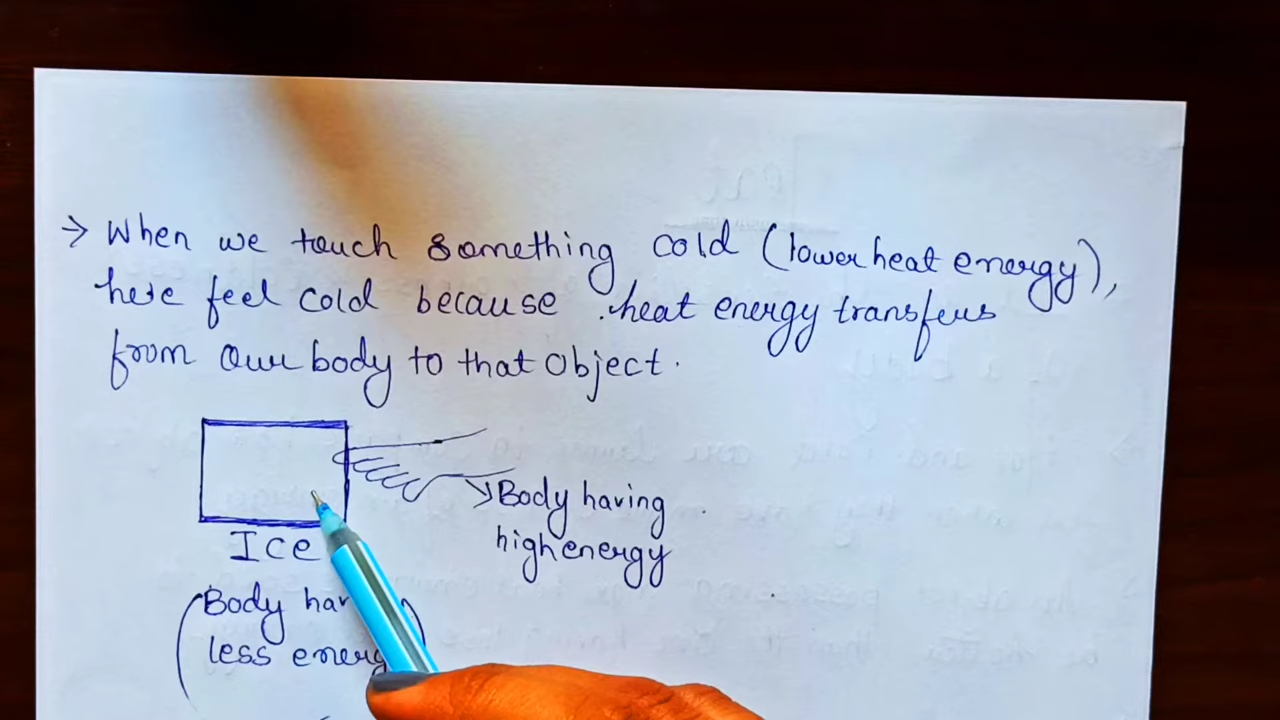 → When we touch something cold (lower heat energy),
here feel cold because heat energy transfers
from our body to that object.
→ Body having
high energy
Ice
(Body hav
less energ